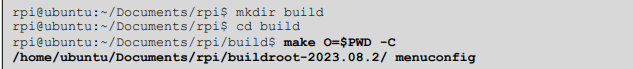 rpi@ubuntu:~/Documents/rpi$ mkdir build
rpi@ubuntu:~/Documents/rpi$ cd build
rpi@ubuntu:~/Documents/rpi/build$ make O=$PWD -C
/home/ubuntu/Documents/rpi/buildroot-2023.08.2/ menuconfig